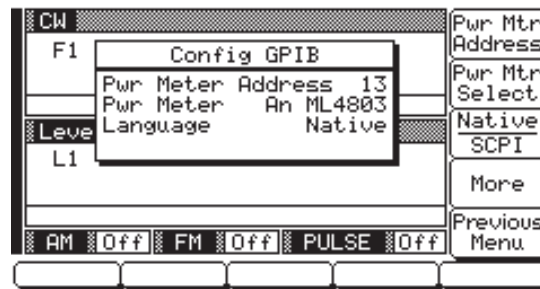 CW
F1
Config GPIB
Pwr Meter Address 13
Pwr Meter An ML4803
Language Native
Leve
L1
AM Off FM Off PULSE Off
Pwr Mtr
Address
Pwr Mtr
Select
Native
SCPI
More
Previous
Menu